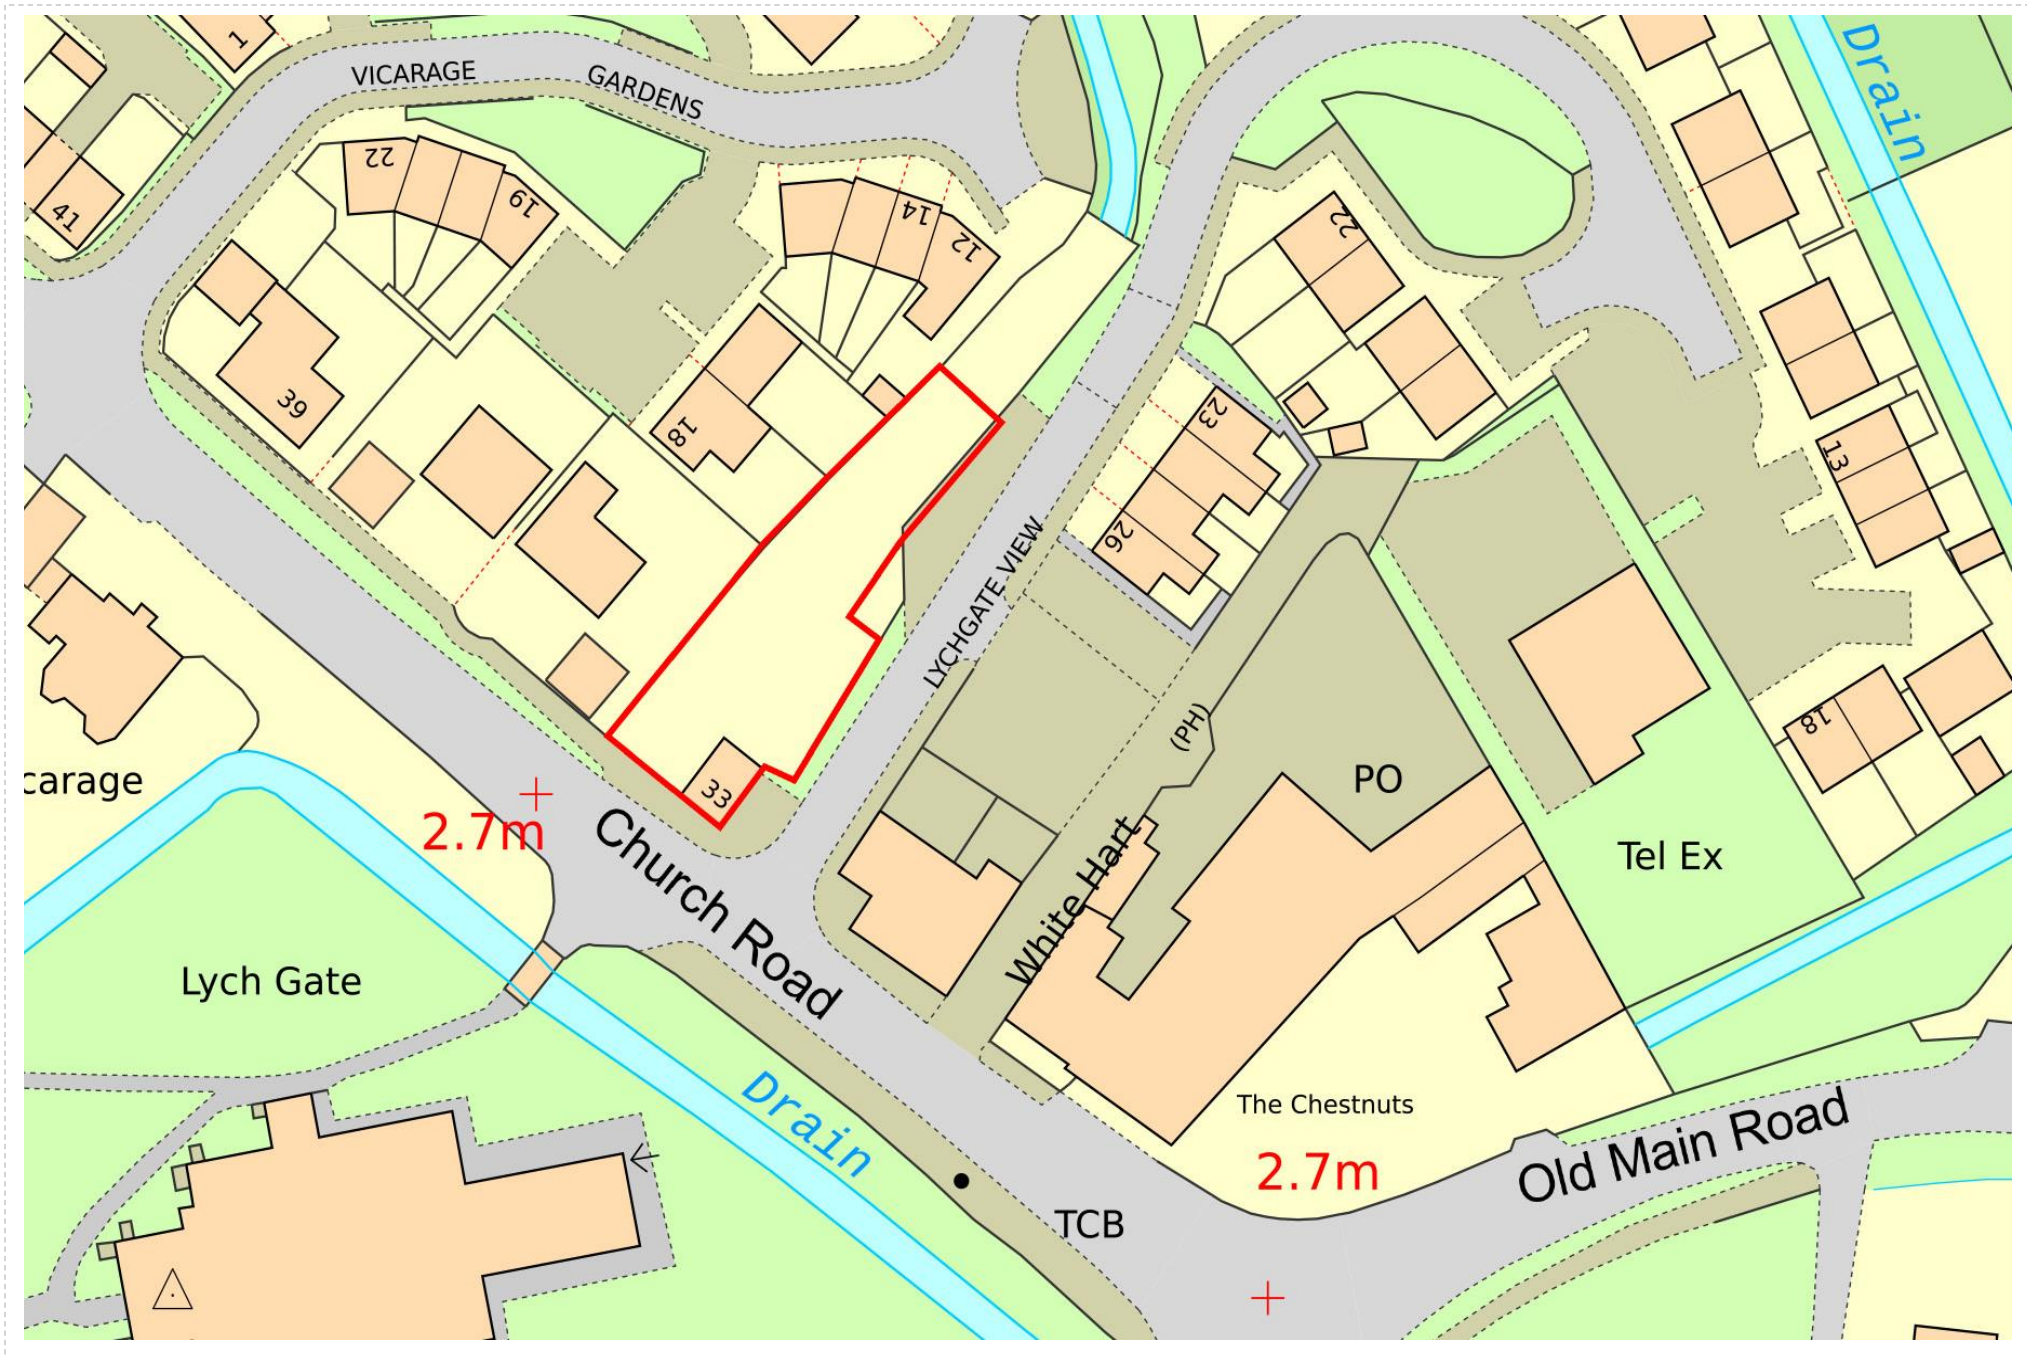 1
Drain
VICARAGE
GARDENS
22
19
41
14
12
22
39
18
23
26
13
LYCHGATE VIEW
18
(PH)
carage
33
PO
2.7m
Church Road
White Hart
Tel Ex
Lych Gate
Drain
The Chestnuts
2.7m
Old Main Road
TCB